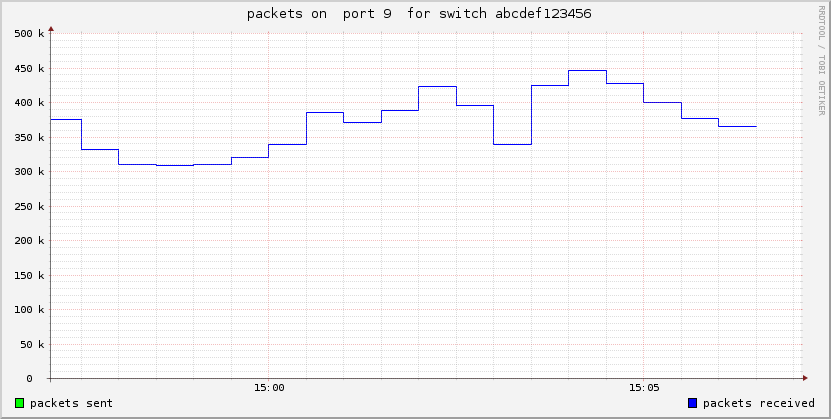 packets on  port 9  for switch abcdef123456
RRDTOOL / TOBI OETIKER
500 k
450 k
400 k
350 k
300 k
250 k
200 k
150 k
100 k
50 k
0
15:00
15:05
packets sent
packets received